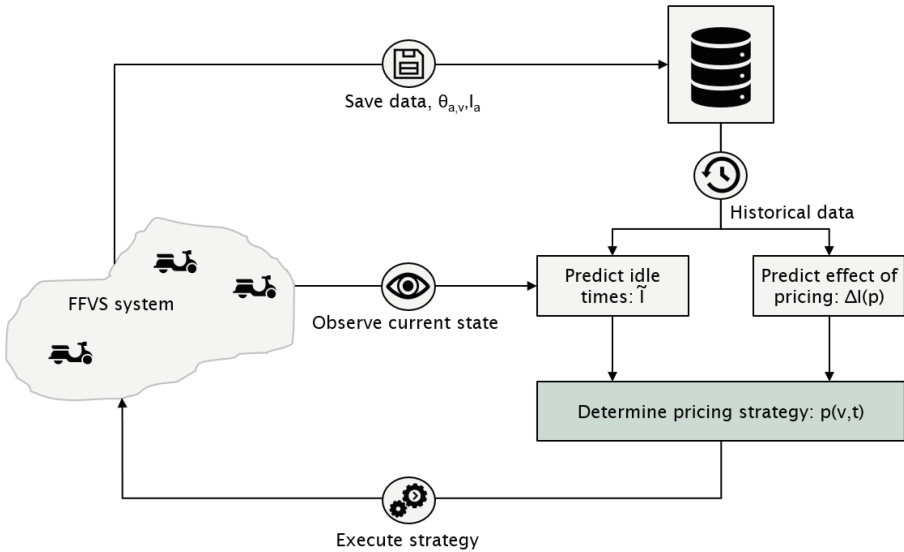 Save data, θa,v,Ia
Historical data
FFVS system
Observe current state
Predict idle
times: Ĩ
Predict effect of
pricing: ΔI(p)
Determine pricing strategy: p(v,t)
Execute strategy